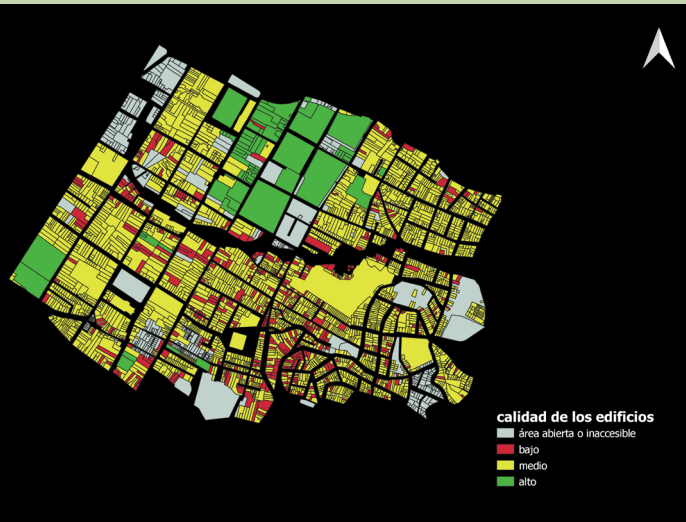 calidad de los edificios
área abierta o inaccesible
bajo
medio
alto